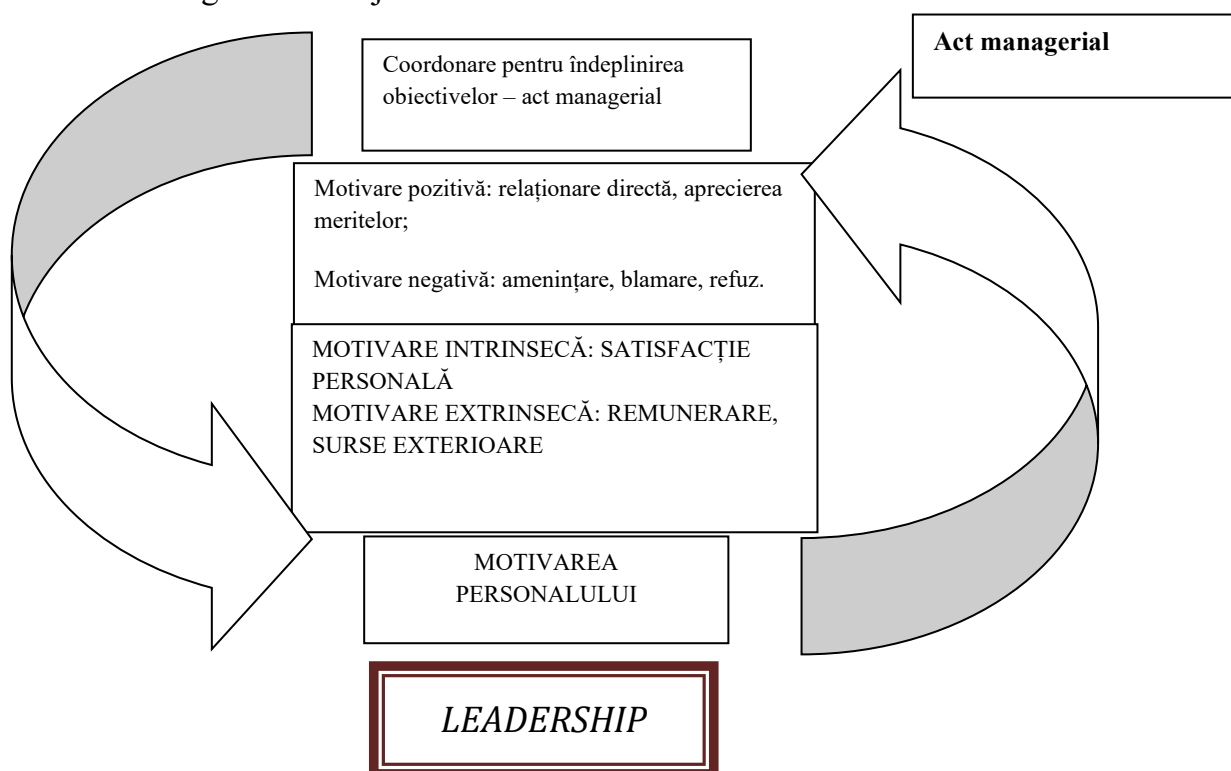 Act managerial
Coordonare pentru îndeplinirea
obiectivelor – act managerial
Motivare pozitivă: relaționare directă, aprecierea
meritelor;
Motivare negativă: amenințare, blamare, refuz.
MOTIVARE INTRINSECĂ: SATISFACȚIE
PERSONALĂ
MOTIVARE EXTRINSECĂ: REMUNERARE,
SURSE EXTERIOARE
MOTIVAREA
PERSONALULUI
LEADERSHIP